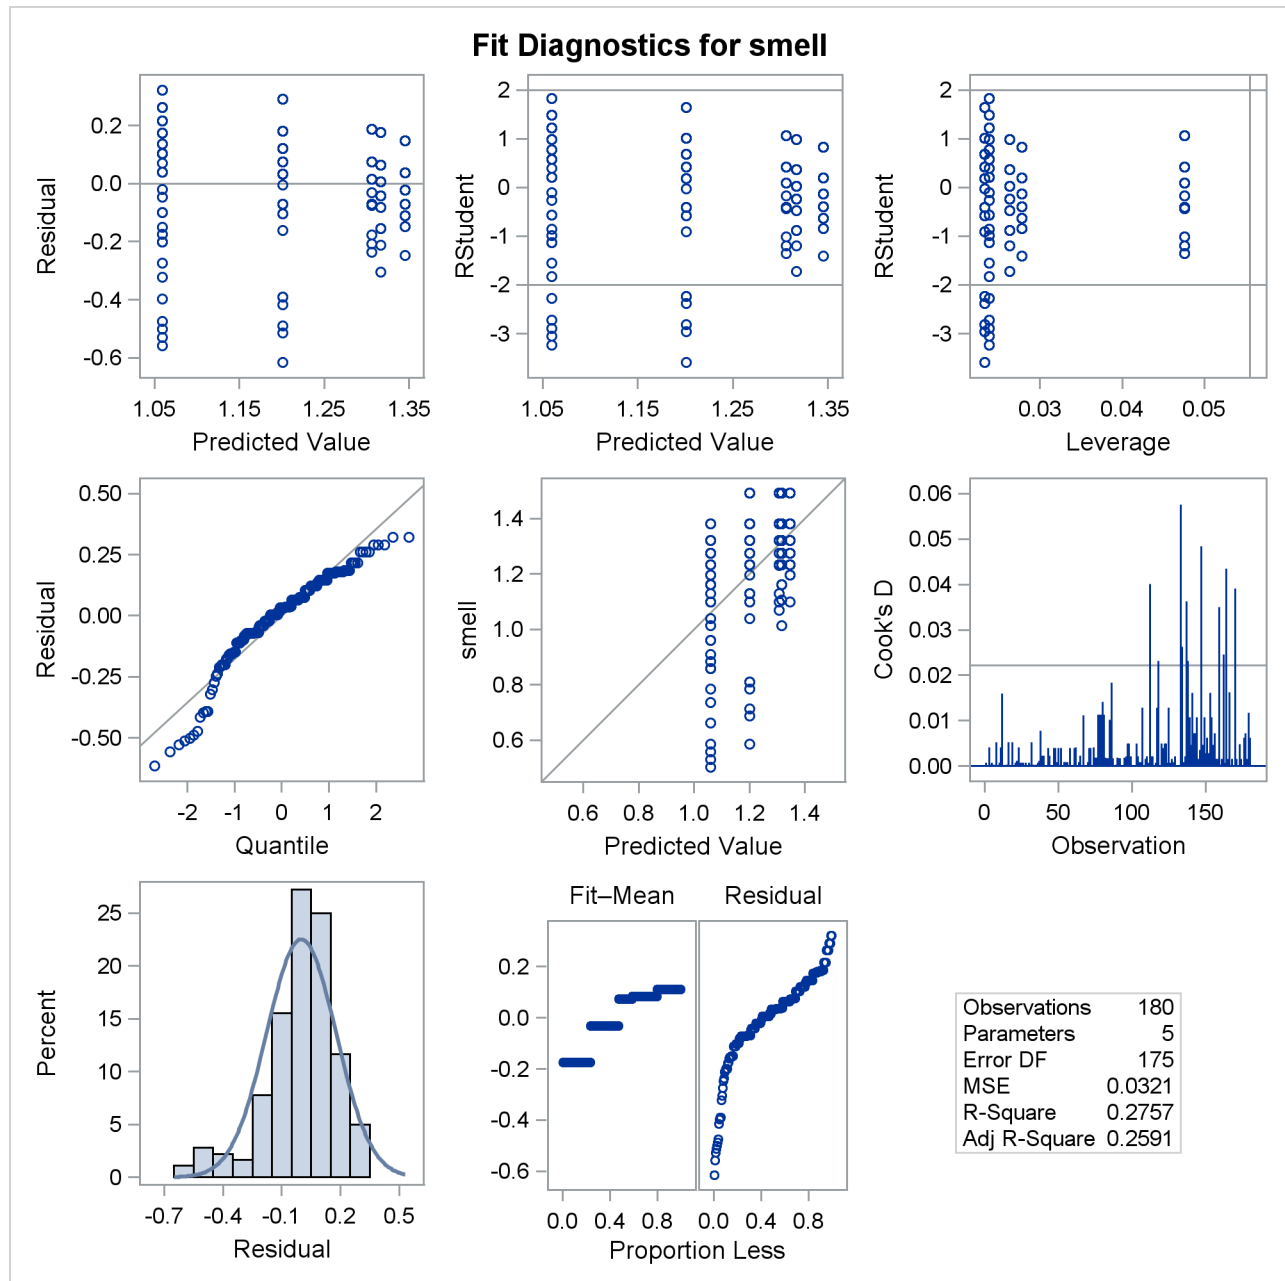 Fit Diagnostics for smell
Residual
0.2
0.0
-0.2
-0.4
-0.6
1.05 1.15 1.25 1.35
Predicted Value
RStudent
2
1
0
-1
-2
-3
1.05 1.15 1.25 1.35
Predicted Value
RStudent
2
1
0
-1
-2
-3
0.03 0.04 0.05
Leverage
Residual
0.50
0.25
0.00
-0.25
-0.50
-2 -1 0 1 2
Quantile
smell
1.4
1.2
1.0
0.8
0.6
0.6 0.8 1.0 1.2 1.4
Predicted Value
Cook's D
0.06
0.05
0.04
0.03
0.02
0.01
0.00
0 50 100 150
Observation
Percent
25
20
15
10
5
0
-0.7 -0.4 -0.1 0.2 0.5
Residual
Fit–Mean Residual
0.2
0.0
-0.2
-0.4
-0.6
0.0 0.4 0.8 0.0 0.4 0.8
Proportion Less
Observations 180
Parameters 5
Error DF 175
MSE 0.0321
R-Square 0.2757
Adj R-Square 0.2591